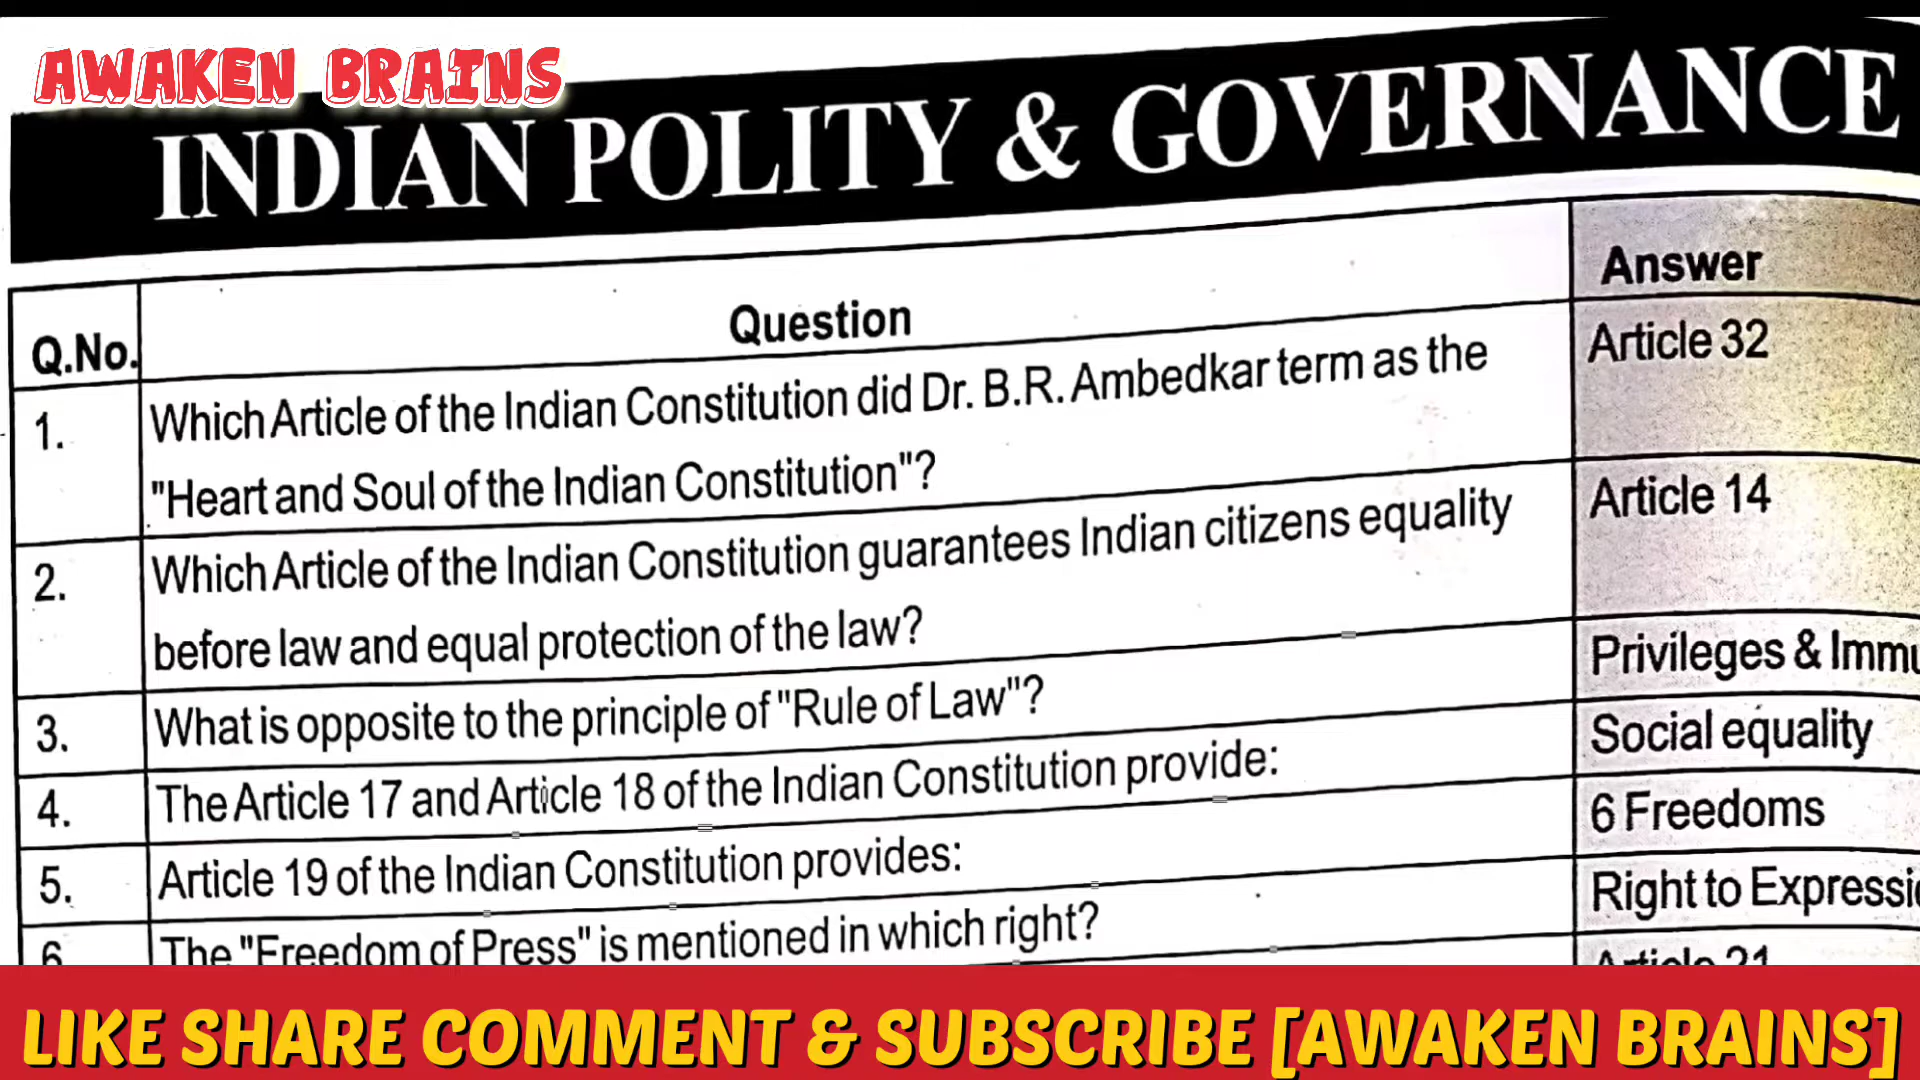 AWAKEN BRAINS
INDIAN POLITY & GOVERNANCE
Q.No.
Question
Answer
1.
Which Article of the Indian Constitution did Dr. B.R. Ambedkar term as the
"Heart and Soul of the Indian Constitution"?
Article 32
2.
Which Article of the Indian Constitution guarantees Indian citizens equality
before law and equal protection of the law?
Article 14
3.
What is opposite to the principle of "Rule of Law"?
Privileges &
4.
The Article 17 and Article 18 of the Indian Constitution provide:
Social equality
5.
Article 19 of the Indian Constitution provides:
6 Freedoms
6
The "Freedom of Press" is mentioned in which right?
Right to
Article 21
LIKE SHARE COMMENT & SUBSCRIBE [AWAKEN BRAINS]